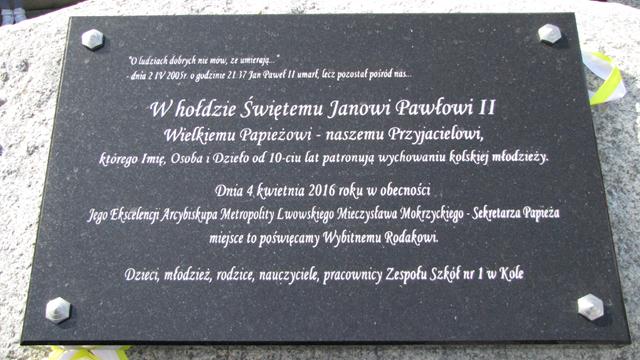 "O ludziach dobrych nie mów, że umierają..."
- dnia 2 IV 2005r. o godzinie 21.37 Jan Paweł II umarł, lecz pozostał pośród nas...
W hołdzie Świętemu Janowi Pawłowi II
Wielkiemu Papieżowi - naszemu Przyjacielowi,
którego Imię, Osoba i Dzieło od 10-ciu lat patronują wychowaniu kolskiej młodzieży.
Dnia 4 kwietnia 2016 roku w obecności
Jego Ekscelencji Arcybiskupa Metropolity Lwowskiego Mieczysława Mokrzyckiego - Sekretarza Papieża
miejsce to poświęcamy Wybitnemu Rodakowi.
Dzieci, młodzież, rodzice, nauczyciele, pracownicy Zespołu Szkół nr 1 w Kole